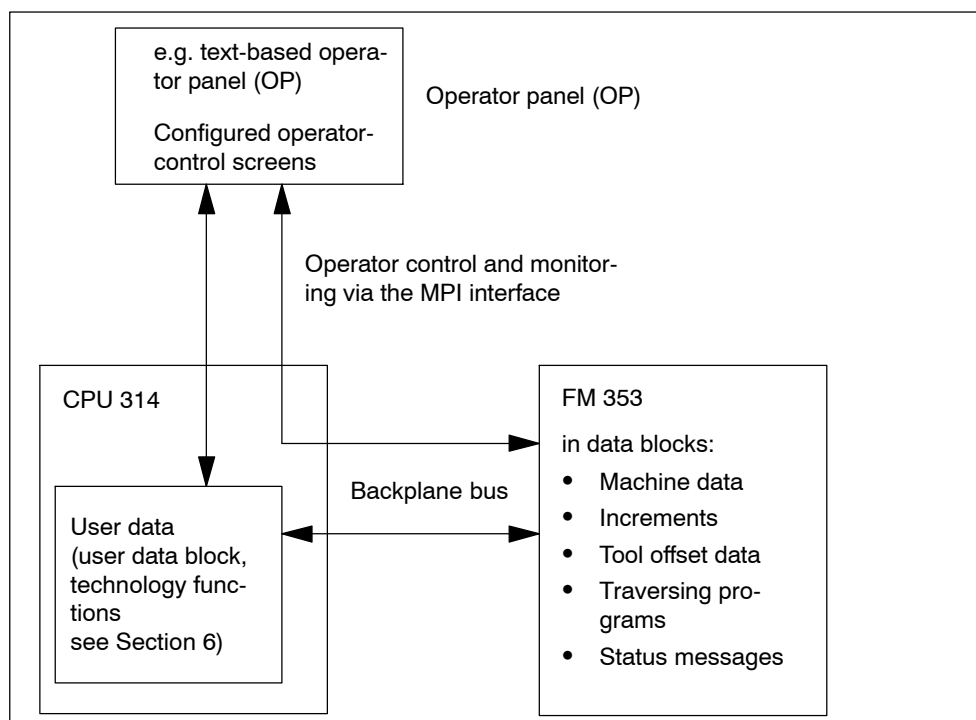 e.g. text-based opera-
tor panel (OP)
Configured operator-
control screens
Operator panel (OP)
Operator control and monitor-
ing via the MPI interface
CPU 314
User data
(user data block,
technology func-
tions
see Section 6)
Backplane bus
FM 353
in data blocks:
• Machine data
• Increments
• Tool offset data
• Traversing pro-
grams
• Status messages